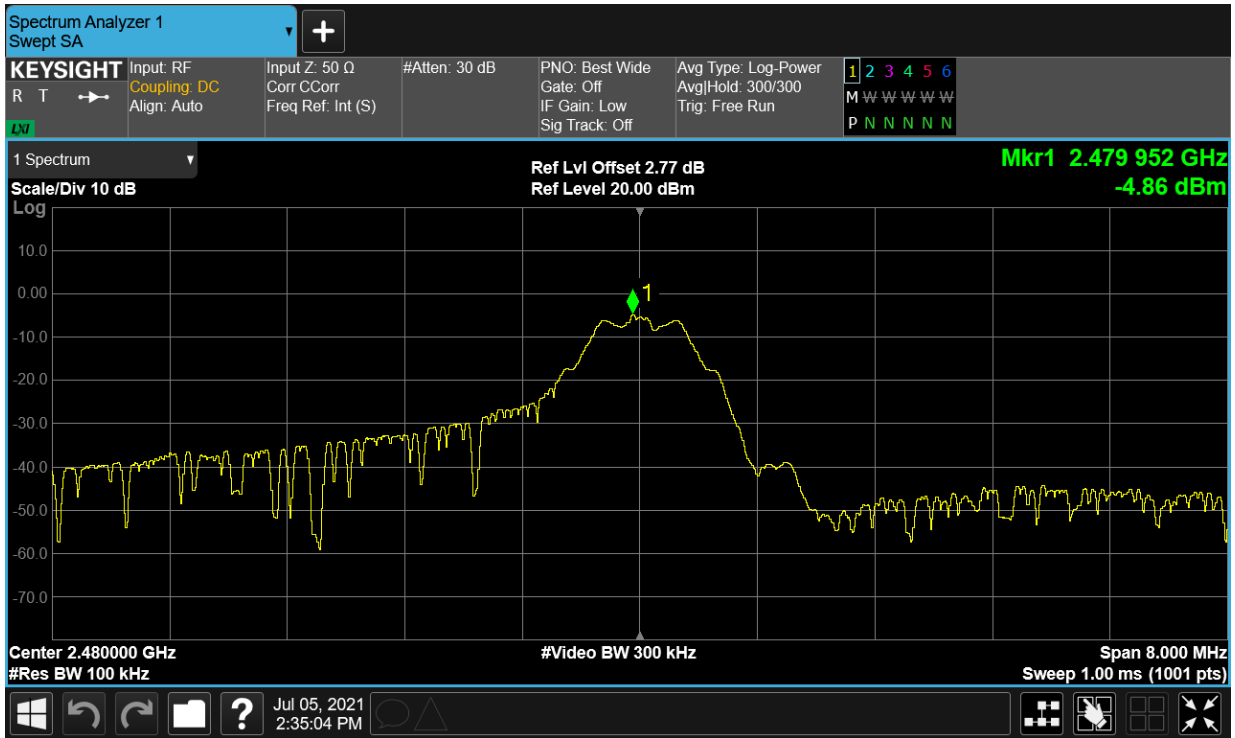 Spectrum Analyzer 1
Swept SA
KEYSIGHT
R T
LXI
Input: RF
Coupling: DC
Align: Auto
Input Z: 50 Ω
Corr CCorr
Freq Ref: Int (S)
#Atten: 30 dB
PNO: Best Wide
Gate: Off
IF Gain: Low
Sig Track: Off
Avg Type: Log-Power
Avg|Hold: 300/300
Trig: Free Run
1 2 3 4 5 6
M W W W W W
P N N N N N
1 Spectrum
Scale/Div 10 dB
Log
Ref Lvl Offset 2.77 dB
Ref Level 20.00 dBm
Mkr1 2.479 952 GHz
-4.86 dBm
10.0
0.00
-10.0
-20.0
-30.0
-40.0
-50.0
-60.0
-70.0
1
Center 2.480000 GHz
#Res BW 100 kHz
#Video BW 300 kHz
Span 8.000 MHz
Sweep 1.00 ms (1001 pts)
?
Jul 05, 2021
2:35:04 PM